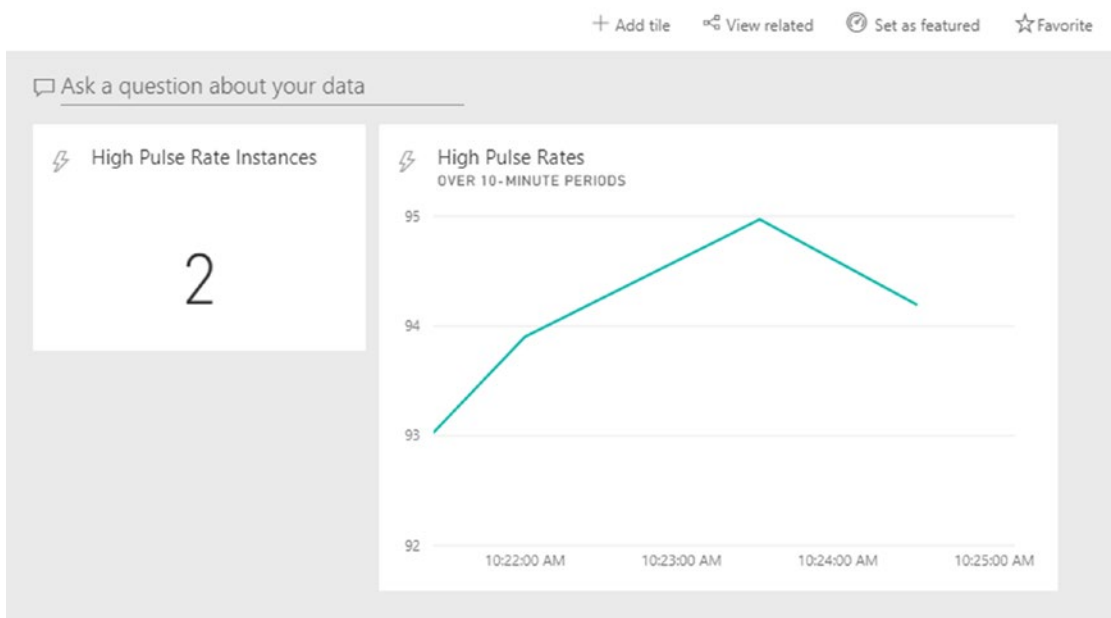 Add tile View related Set as featured Favorite
Ask a question about your data
High Pulse Rate Instances
2
High Pulse Rates
OVER 10-MINUTE PERIODS
95
94
93
92
10:22:00 AM 10:23:00 AM 10:24:00 AM 10:25:00 AM